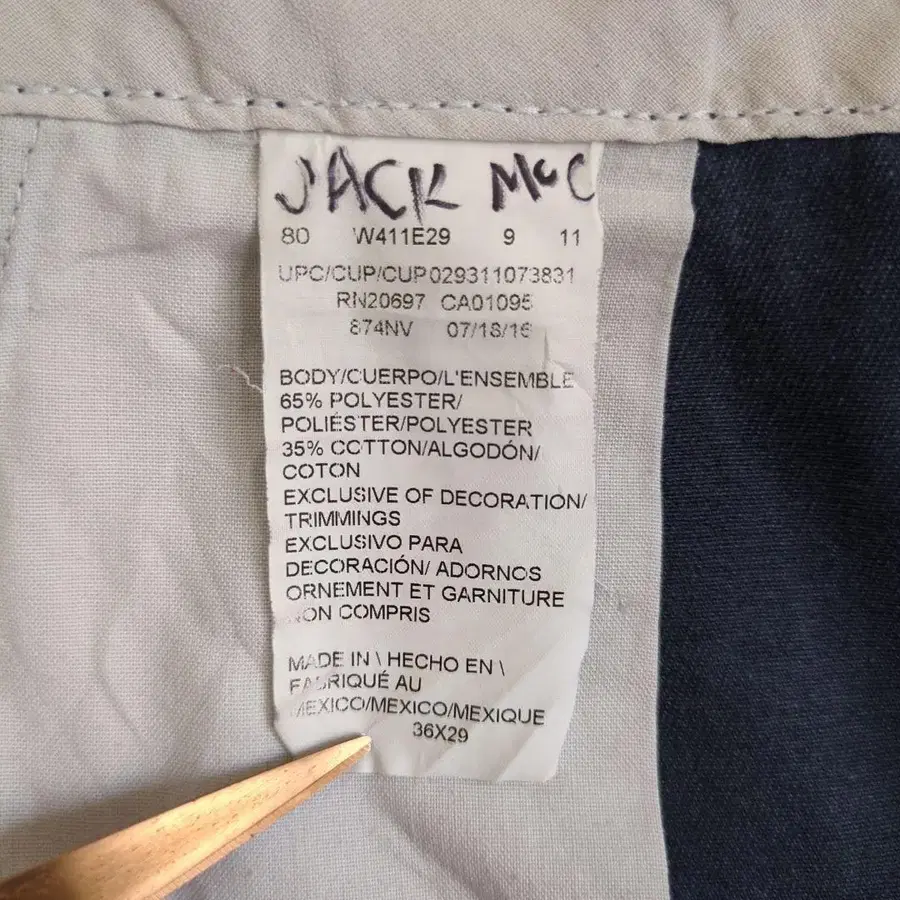 JACK McC
80 W411E29 9 11
UPC/CUP/CUP029311073831
RN20697 CA01095
874NV 07/18/16
BODY/CUERPO/L'ENSEMBLE
65% POLYESTER/
POLIÉSTER/POLYESTER
35% COTTON/ALGODÓN/
COTON
EXCLUSIVE OF DECORATION/
TRIMMINGS
EXCLUSIVO PARA
DECORACIÓN/ ADORNOS
ORNEMENT ET GARNITURE
NON COMPRIS
MADE IN \ HECHO EN \
FABRIQUÉ AU
MEXICO/MEXICO/MEXIQUE
36X29